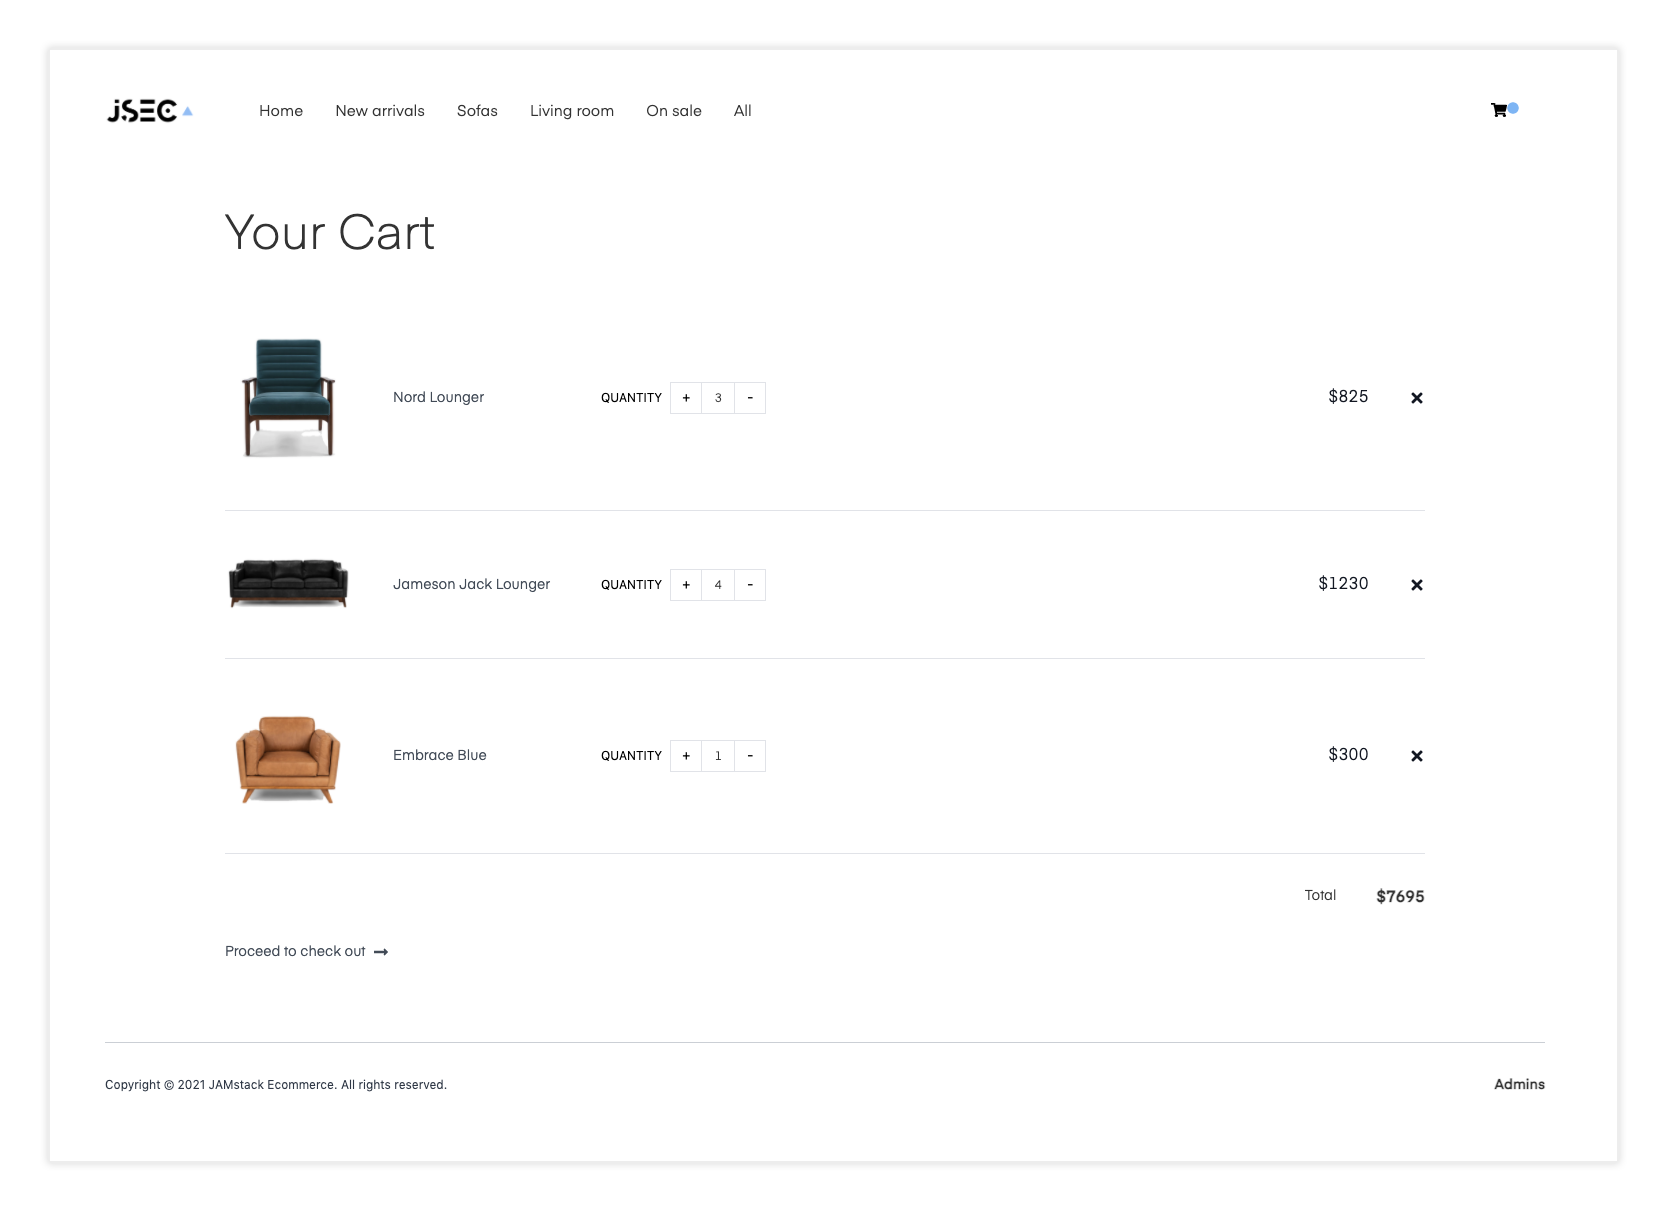 JSEC
Home New arrivals Sofas Living room On sale All
Your Cart
Nord Lounger QUANTITY + 3 - $825
Jameson Jack Lounger QUANTITY + 4 - $1230
Embrace Blue QUANTITY + 1 - $300
Total $7695
Proceed to check out →
Copyright © 2021 JAMstack Ecommerce. All rights reserved. Admins